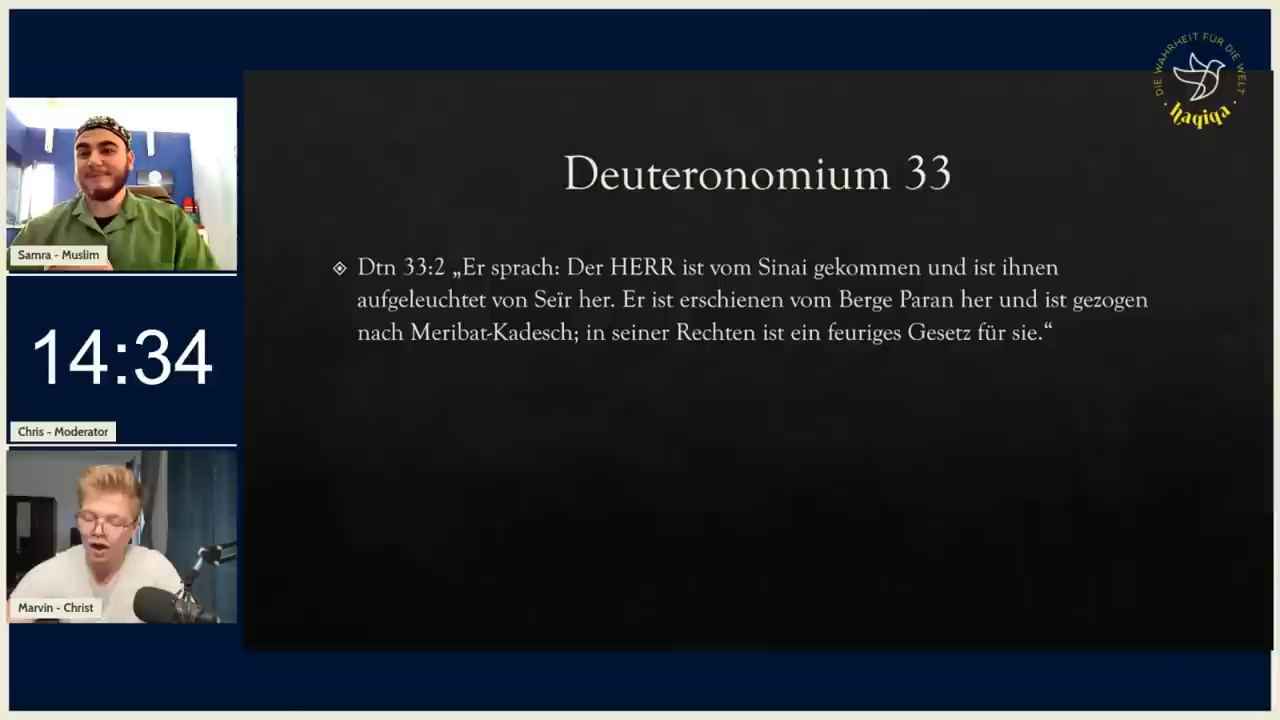 DIE WAHRHEIT FÜR DIE WELT
haqiqa
Deuteronomium 33
Dtn 33:2 „Er sprach: Der HERR ist vom Sinai gekommen und ist ihnen
aufgeleuchtet von Seïr her. Er ist erschienen vom Berge Paran her und ist gezogen
nach Meribat-Kadesch; in seiner Rechten ist ein feuriges Gesetz für sie.“
Samra - Muslim
14:34
Chris - Moderator
Marvin - Christ